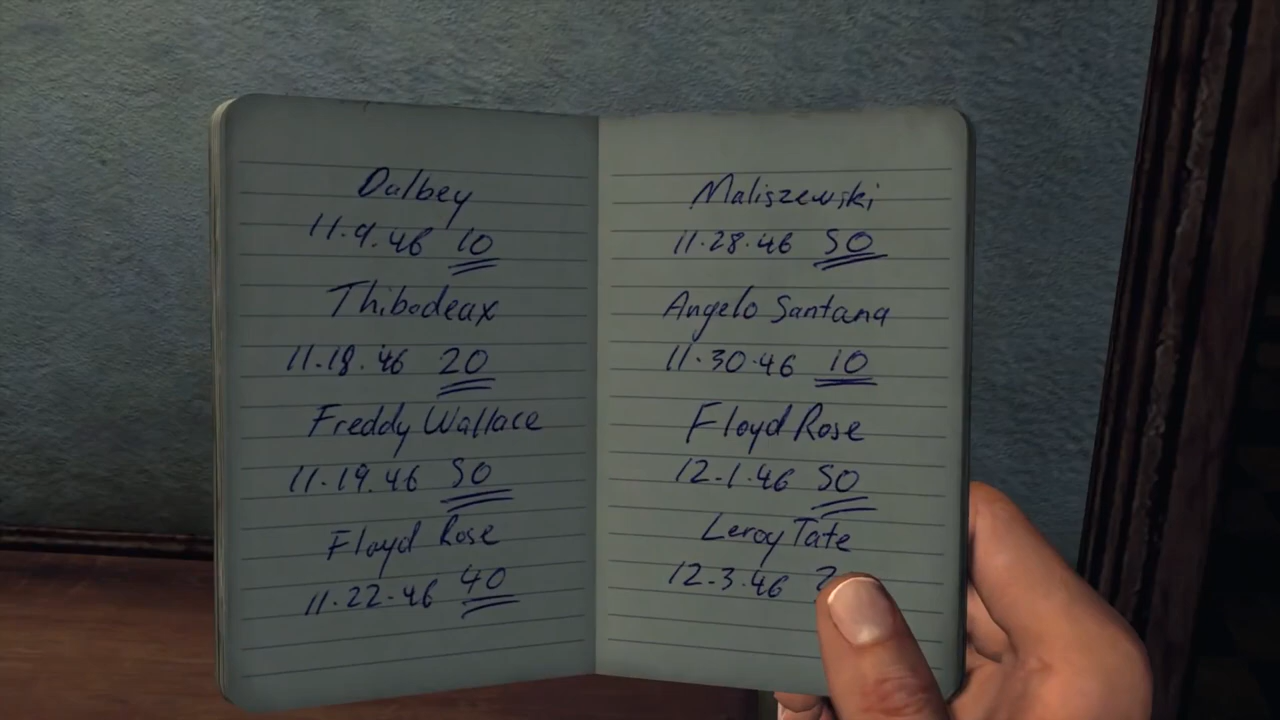 Dalbey
11.9.46 10
Thibodeax
11.18.46 20
Freddy Wallace
11.19.46 50
Floyd Rose
11.22.46 40
Maliszewski
11.28.46 50
Angelo Santana
11.30.46 10
Floyd Rose
12.1.46 50
Leroy Tate
12.3.46